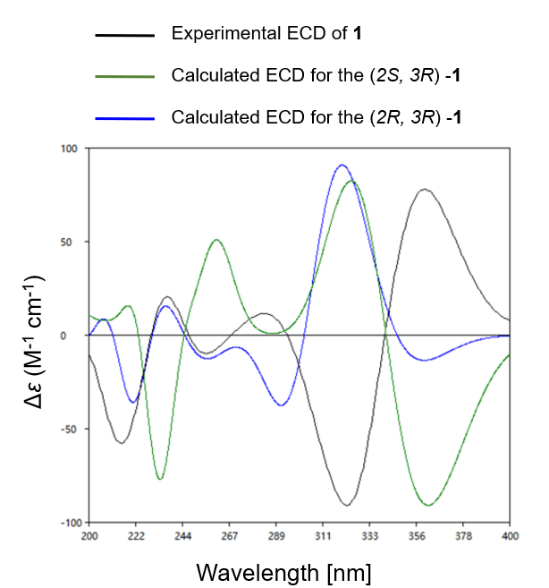 Experimental ECD of 1
Calculated ECD for the (2S, 3R) -1
Calculated ECD for the (2R, 3R) -1
100
50
0
-50
-100
Δε (M-1 cm-1)
200 222 244 267 289 311 333 356 378 400
Wavelength [nm]